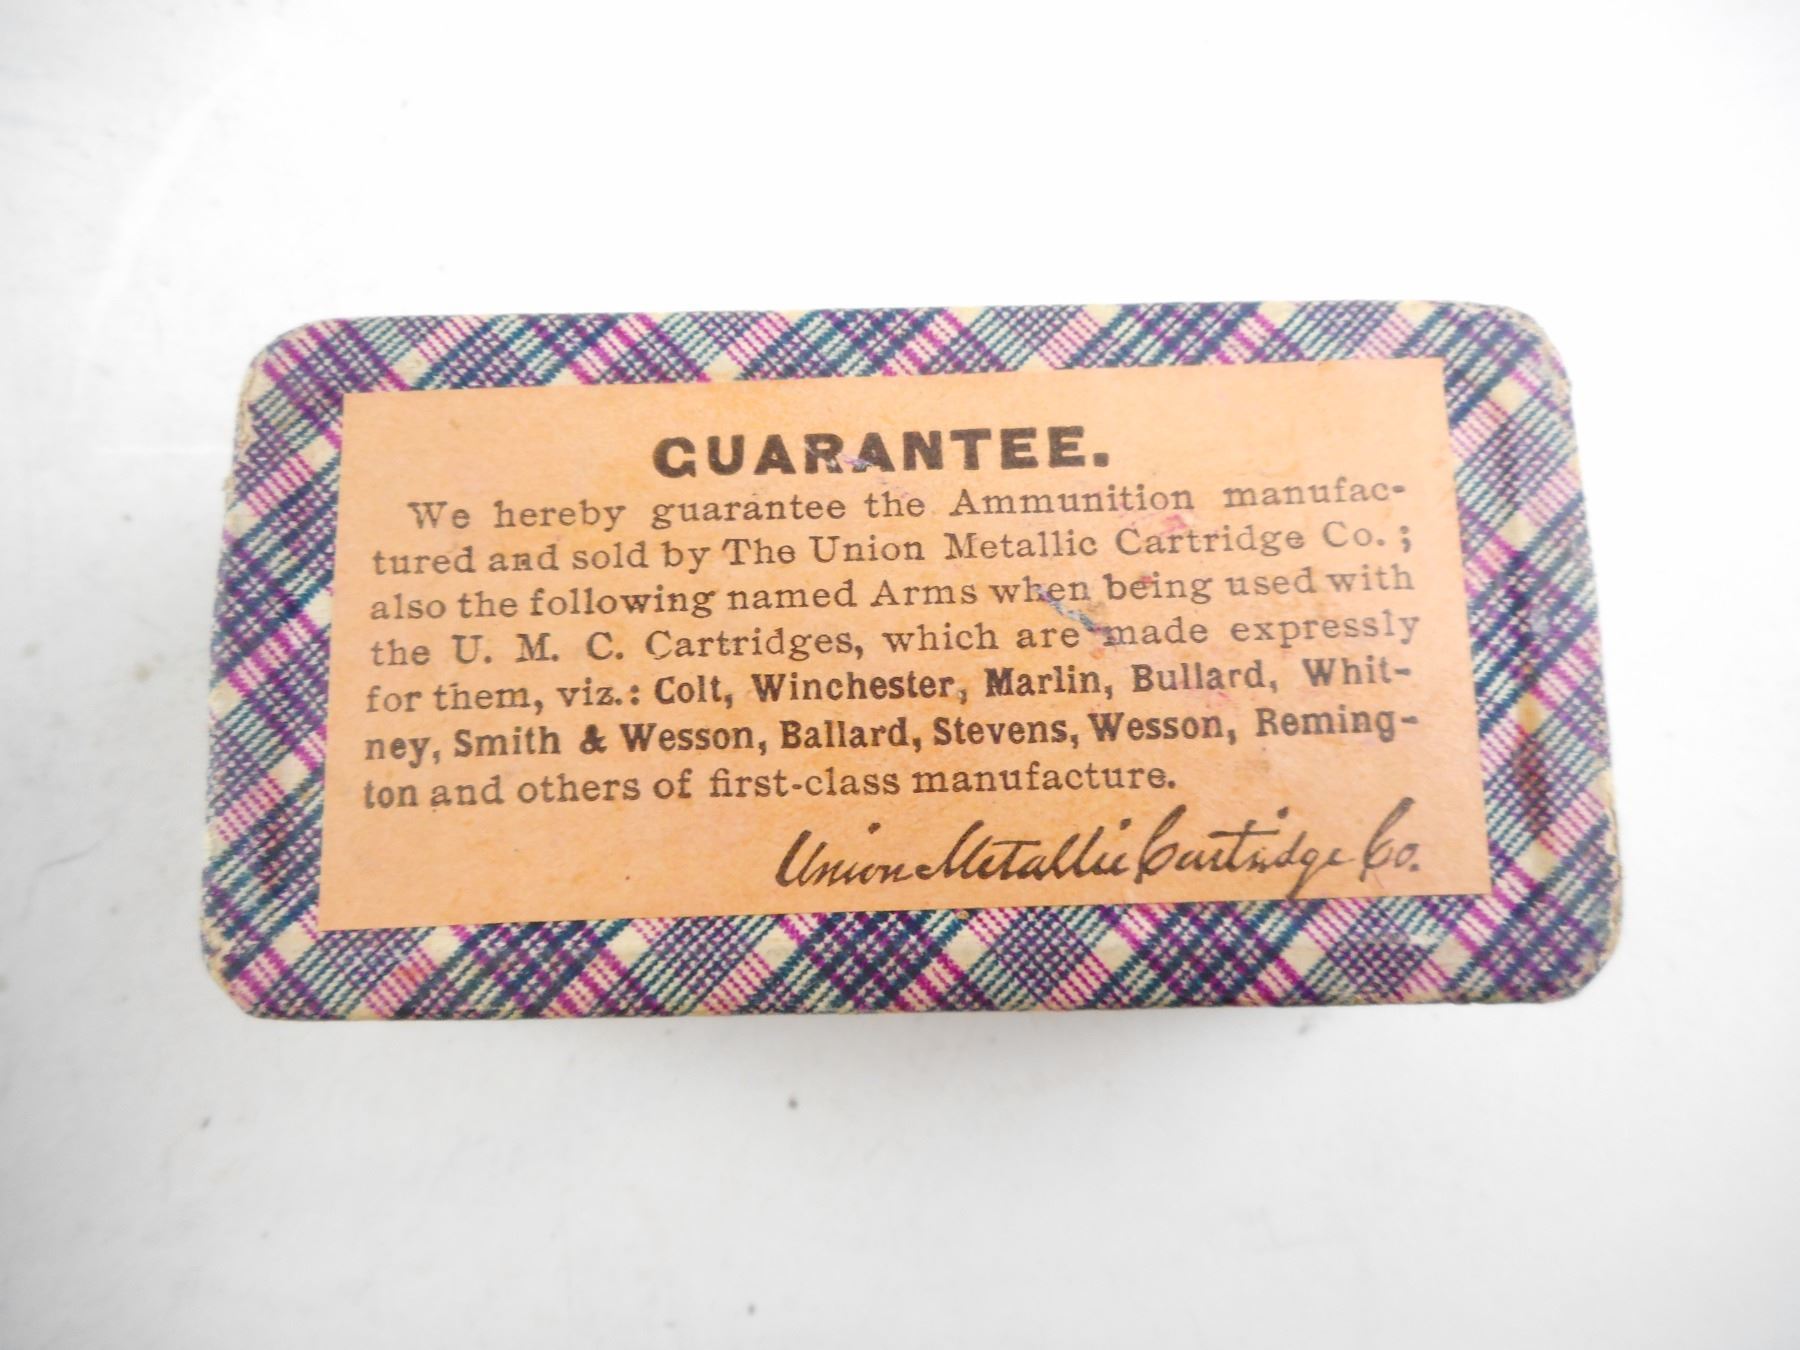 GUARANTEE.
We hereby guarantee the Ammunition manufac-
tured and sold by The Union Metallic Cartridge Co. ;
also the following named Arms when being used with
the U. M. C. Cartridges, which are made expressly
for them, viz.: Colt, Winchester, Marlin, Bullard, Whit-
ney, Smith & Wesson, Ballard, Stevens, Wesson, Reming-
ton and others of first-class manufacture.
Union Metallic Cartridge Co.